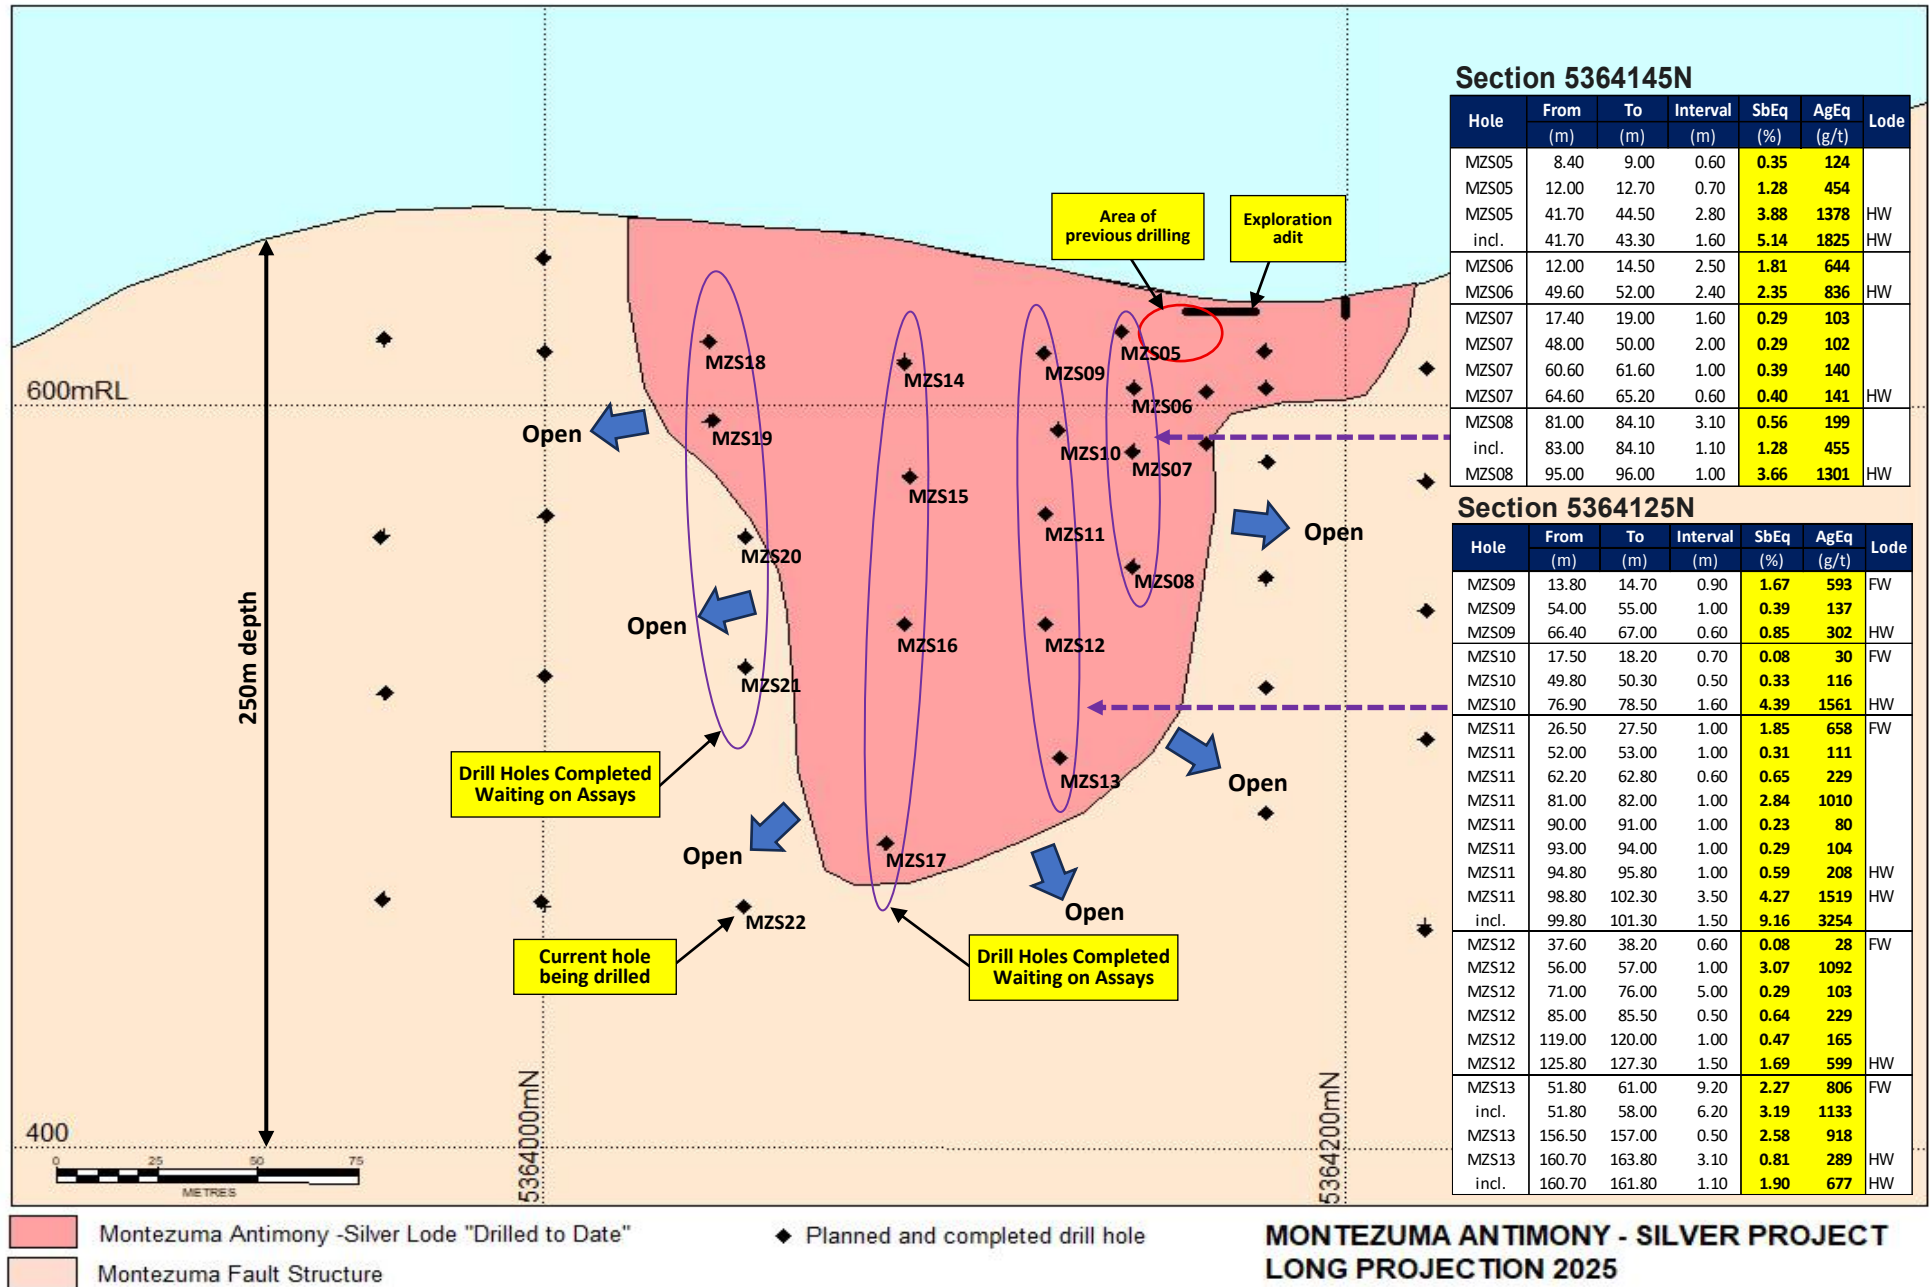 Section 5364145N
Hole From To Interval SbEq AgEq Lode
(m) (m) (m) (%) (g/t)
MZS05 8.40 9.00 0.60 0.35 124
MZS05 12.00 12.70 0.70 1.28 454
MZS05 41.70 44.50 2.80 3.88 1378 HW
incl. 41.70 43.30 1.60 5.14 1825 HW
MZS06 12.00 14.50 2.50 1.81 644
MZS06 49.60 52.00 2.40 2.35 836 HW
MZS07 17.40 19.00 1.60 0.29 103
MZS07 48.00 50.00 2.00 0.29 102
MZS07 60.60 61.60 1.00 0.39 140
MZS07 64.60 65.20 0.60 0.40 141 HW
MZS08 81.00 84.10 3.10 0.56 199
incl. 83.00 84.10 1.10 1.28 455
MZS08 95.00 96.00 1.00 3.66 1301 HW
Section 5364125N
Hole From To Interval SbEq AgEq Lode
(m) (m) (m) (%) (g/t)
MZS09 13.80 14.70 0.90 1.67 593 FW
MZS09 54.00 55.00 1.00 0.39 137
MZS09 66.40 67.00 0.60 0.85 302 HW
MZS10 17.50 18.20 0.70 0.08 30 FW
MZS10 49.80 50.30 0.50 0.33 116
MZS10 76.90 78.50 1.60 4.39 1561 HW
MZS11 26.50 27.50 1.00 1.85 658 FW
MZS11 52.00 53.00 1.00 0.31 111
MZS11 62.20 62.80 0.60 0.65 229
MZS11 81.00 82.00 1.00 2.84 1010
MZS11 90.00 91.00 1.00 0.23 80
MZS11 93.00 94.00 1.00 0.29 104
MZS11 94.80 95.80 1.00 0.59 208 HW
MZS11 98.80 102.30 3.50 4.27 1519 HW
incl. 99.80 101.30 1.50 9.16 3254
MZS12 37.60 38.20 0.60 0.08 28 FW
MZS12 56.00 57.00 1.00 3.07 1092
MZS12 71.00 76.00 5.00 0.29 103
MZS12 85.00 85.50 0.50 0.64 229
MZS12 119.00 120.00 1.00 0.47 165
MZS12 125.80 127.30 1.50 1.69 599 HW
MZS13 51.80 61.00 9.20 2.27 806 FW
incl. 51.80 58.00 6.20 3.19 1133
MZS13 156.50 157.00 0.50 2.58 918
MZS13 160.70 163.80 3.10 0.81 289 HW
incl. 160.70 161.80 1.10 1.90 677 HW
Area of
previous drilling
Exploration
adit
MZS18
MZS14
MZS09
MZS05
600mRL
MZS06
Open
MZS19
MZS10
MZS07
MZS15
MZS11
Open
MZS20
MZS08
250m depth
Open
MZS16
MZS12
MZS21
Drill Holes Completed
Waiting on Assays
MZS13
Open
Open
MZS17
Open
MZS22
Current hole
being drilled
Drill Holes Completed
Waiting on Assays
5364000mN
5364200mN
400
0 25 50 75
METRES
Montezuma Antimony -Silver Lode "Drilled to Date"
Planned and completed drill hole
Montezuma Fault Structure
MONTEZUMA ANTIMONY - SILVER PROJECT
LONG PROJECTION 2025